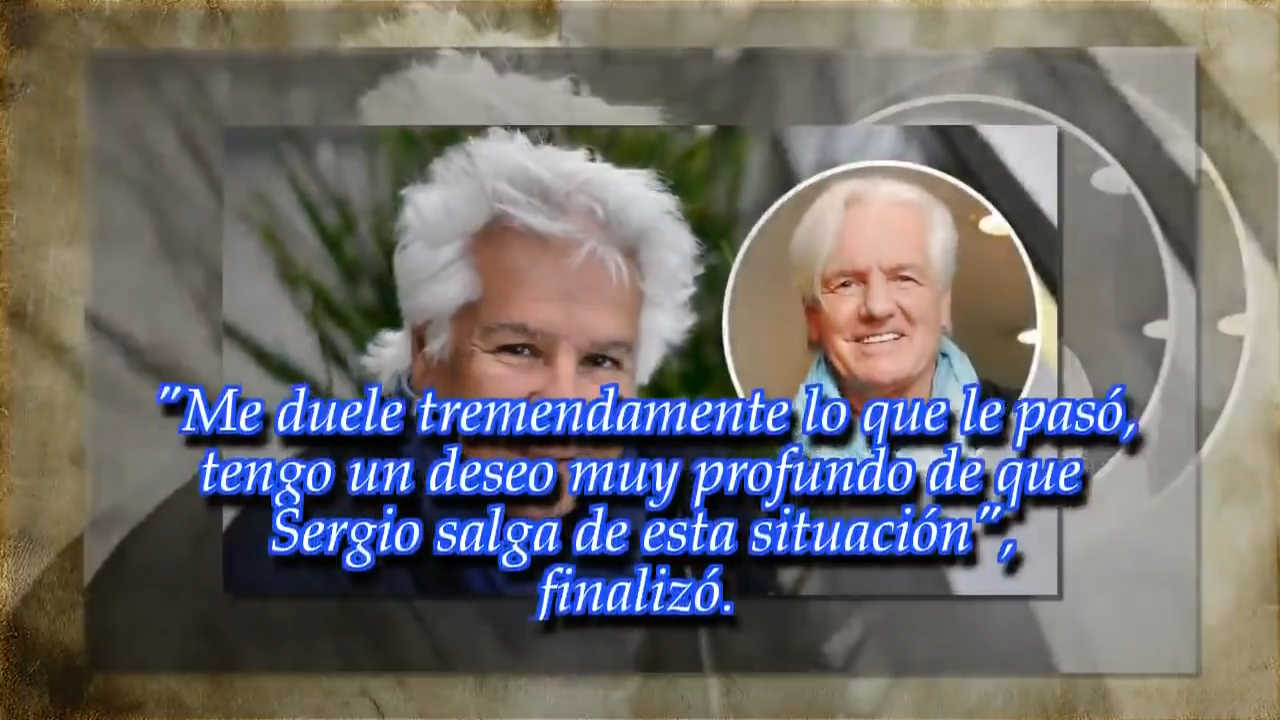 "Me duele tremendamente lo que le pasó,
tengo un deseo muy profundo de que
Sergio salga de esta situación",
finalizó.